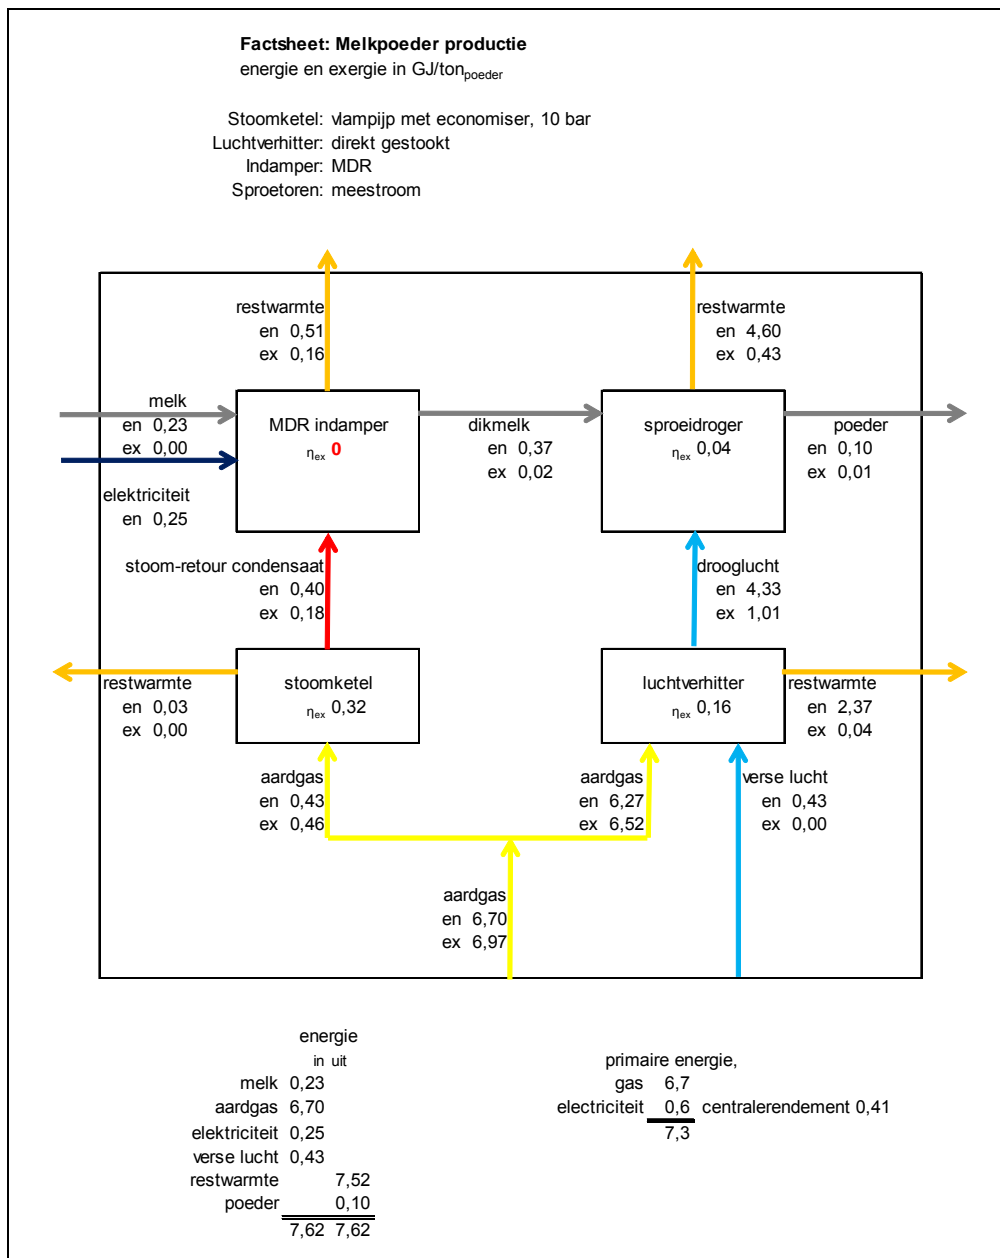 Factsheet: Melkpoeder productie
energie en exergie in GJ/ton poeder
Stoomketel: vlampijp met economiser, 10 bar
Luchtverhitter: direkt gestookt
Indamper: MDR
Sproetoren: meestroom
restwarmte
en 0,51
ex 0,16
restwarmte
en 4,60
ex 0,43
melk
en 0,23
ex 0,00
MDR indamper
ηex 0
dikmelk
en 0,37
ex 0,02
sproeidroger
ηex 0,04
poeder
en 0,10
ex 0,01
elektriciteit
en 0,25
stoom-retour condensaat
en 0,40
ex 0,18
drooglucht
en 4,33
ex 1,01
restwarmte
en 0,03
ex 0,00
stoomketel
ηex 0,32
luchtverhitter
ηex 0,16
restwarmte
en 2,37
ex 0,04
aardgas
en 0,43
ex 0,46
aardgas
en 6,27
ex 6,52
verse lucht
en 0,43
ex 0,00
aardgas
en 6,70
ex 6,97
energie
in uit
melk 0,23
aardgas 6,70
elektriciteit 0,25
verse lucht 0,43
restwarmte 7,52
poeder 0,10
7,62 7,62
primaire energie,
gas 6,7
electriciteit 0,6 centralerendement 0,41
7,3